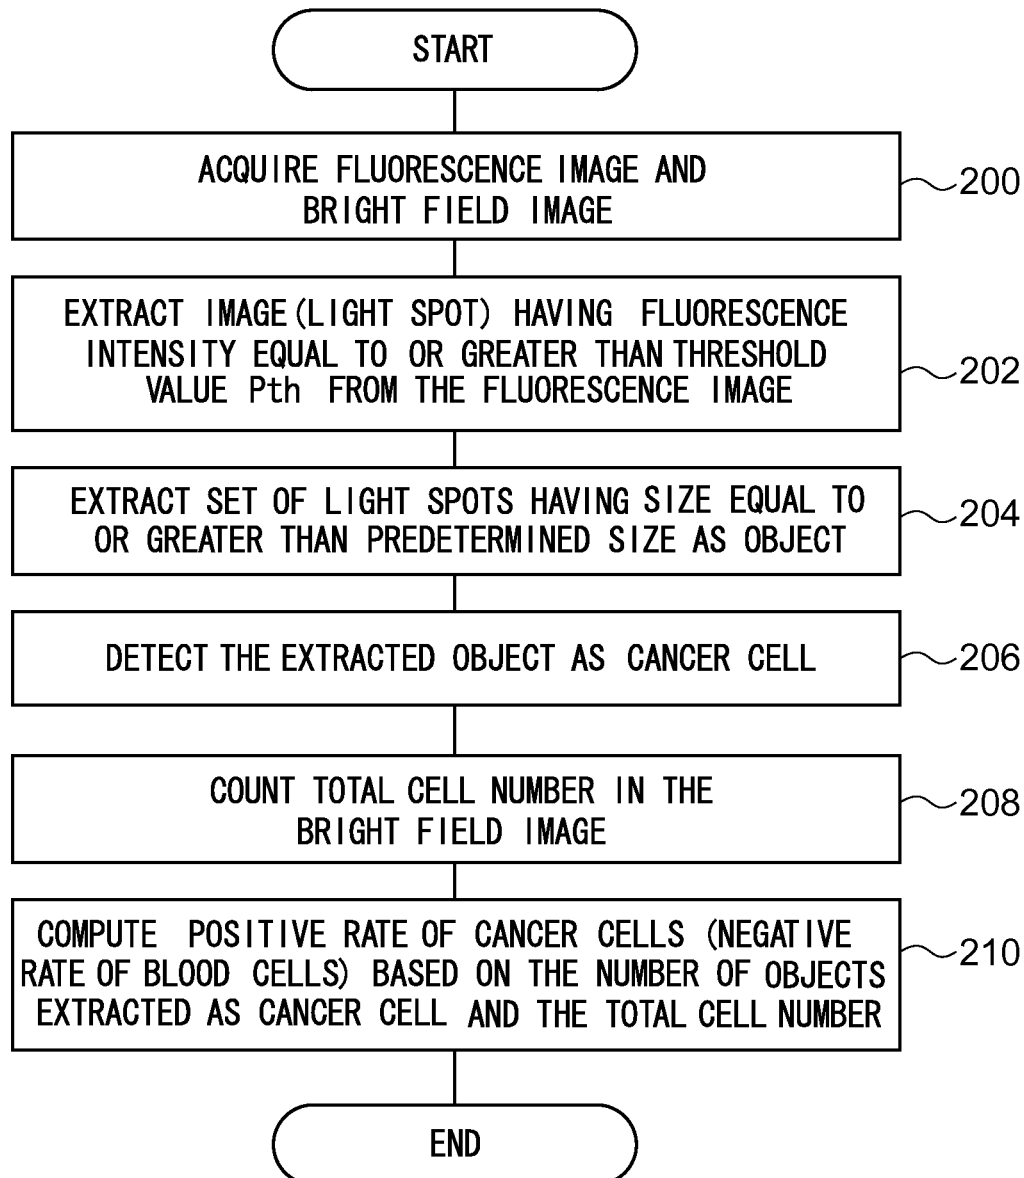 START
ACQUIRE FLUORESCENCE IMAGE AND
BRIGHT FIELD IMAGE
200
EXTRACT IMAGE (LIGHT SPOT) HAVING FLUORESCENCE
INTENSITY EQUAL TO OR GREATER THAN THRESHOLD
VALUE Pth FROM THE FLUORESCENCE IMAGE
202
EXTRACT SET OF LIGHT SPOTS HAVING SIZE EQUAL TO
OR GREATER THAN PREDETERMINED SIZE AS OBJECT
204
DETECT THE EXTRACTED OBJECT AS CANCER CELL
206
COUNT TOTAL CELL NUMBER IN THE
BRIGHT FIELD IMAGE
208
COMPUTE POSITIVE RATE OF CANCER CELLS (NEGATIVE
RATE OF BLOOD CELLS) BASED ON THE NUMBER OF OBJECTS
EXTRACTED AS CANCER CELL AND THE TOTAL CELL NUMBER
210
END